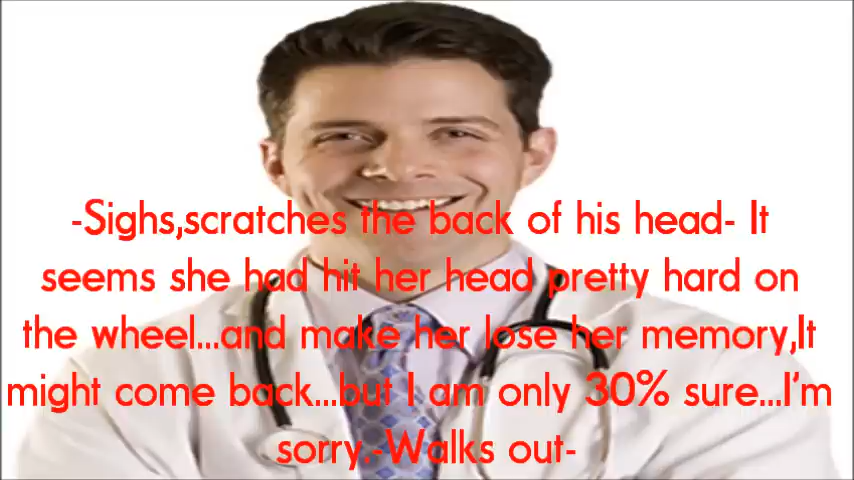 -Sighs,scratches the back of his head- It
seems she had hit her head pretty hard on
the wheel...and make her lose her memory,It
might come back...but I am only 30% sure...I'm
sorry.-Walks out-